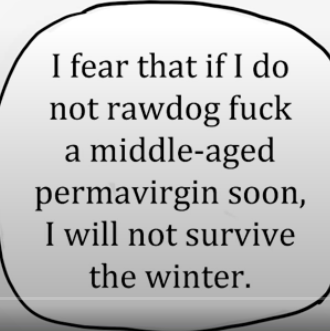 I fear that if I do
not rawdog fuck
a middle-aged
permavirgin soon,
I will not survive
the winter.